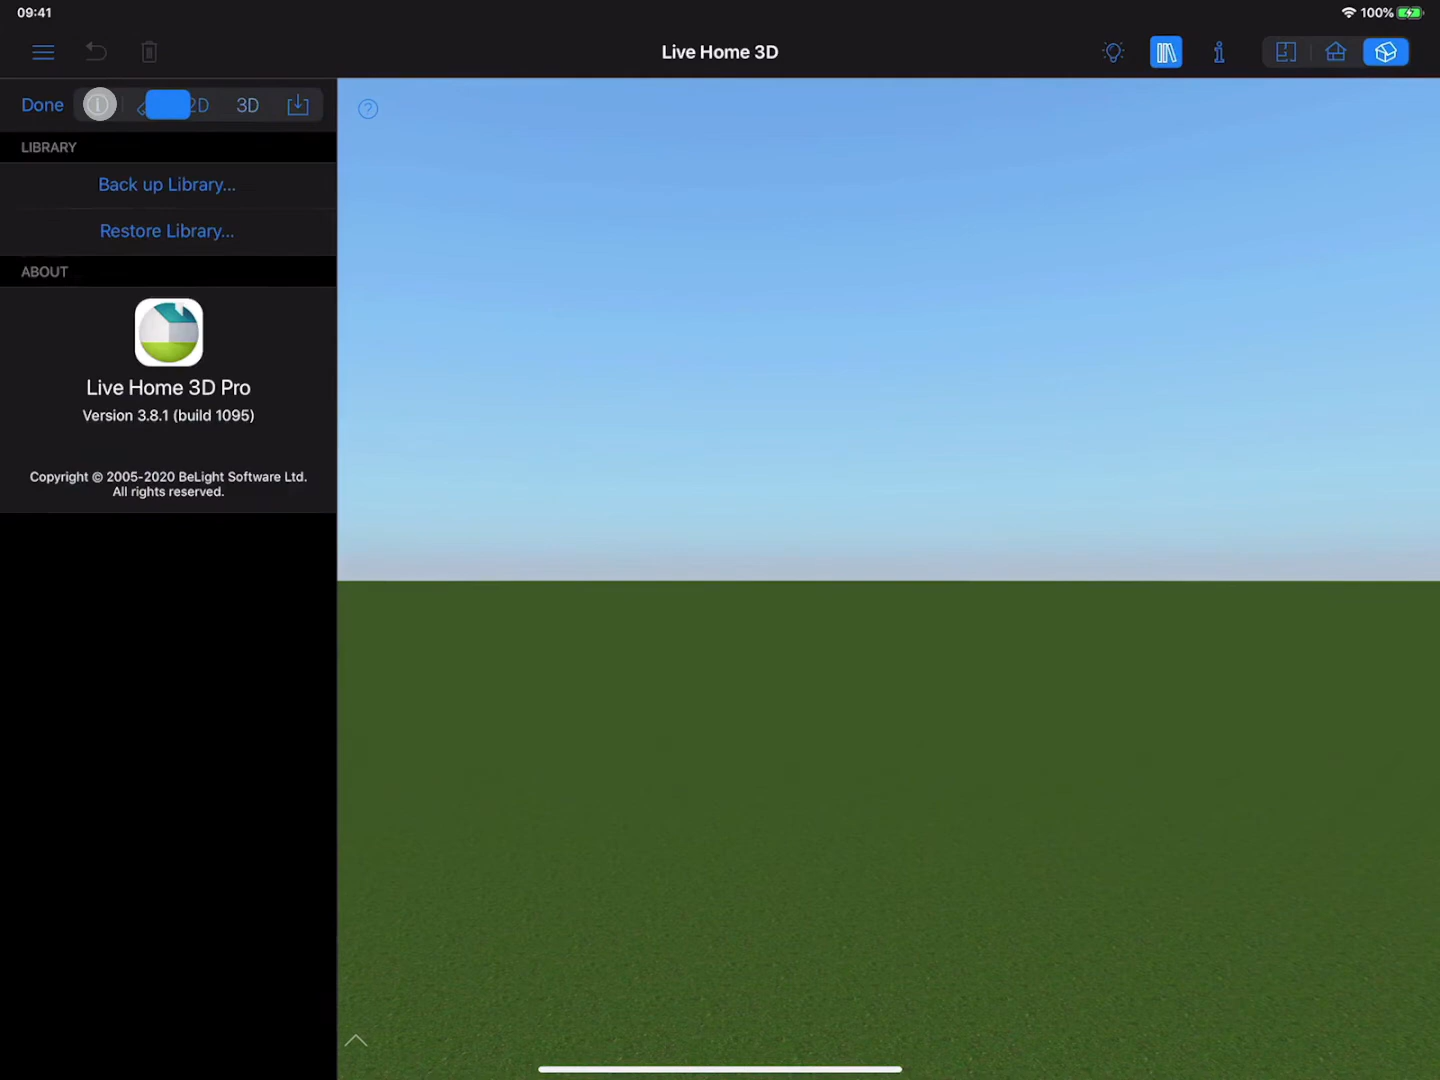 09:41
100%
Live Home 3D
Done
2D
3D
LIBRARY
Back up Library...
Restore Library...
ABOUT
Live Home 3D Pro
Version 3.8.1 (build 1095)
Copyright © 2005-2020 BeLight Software Ltd.
All rights reserved.